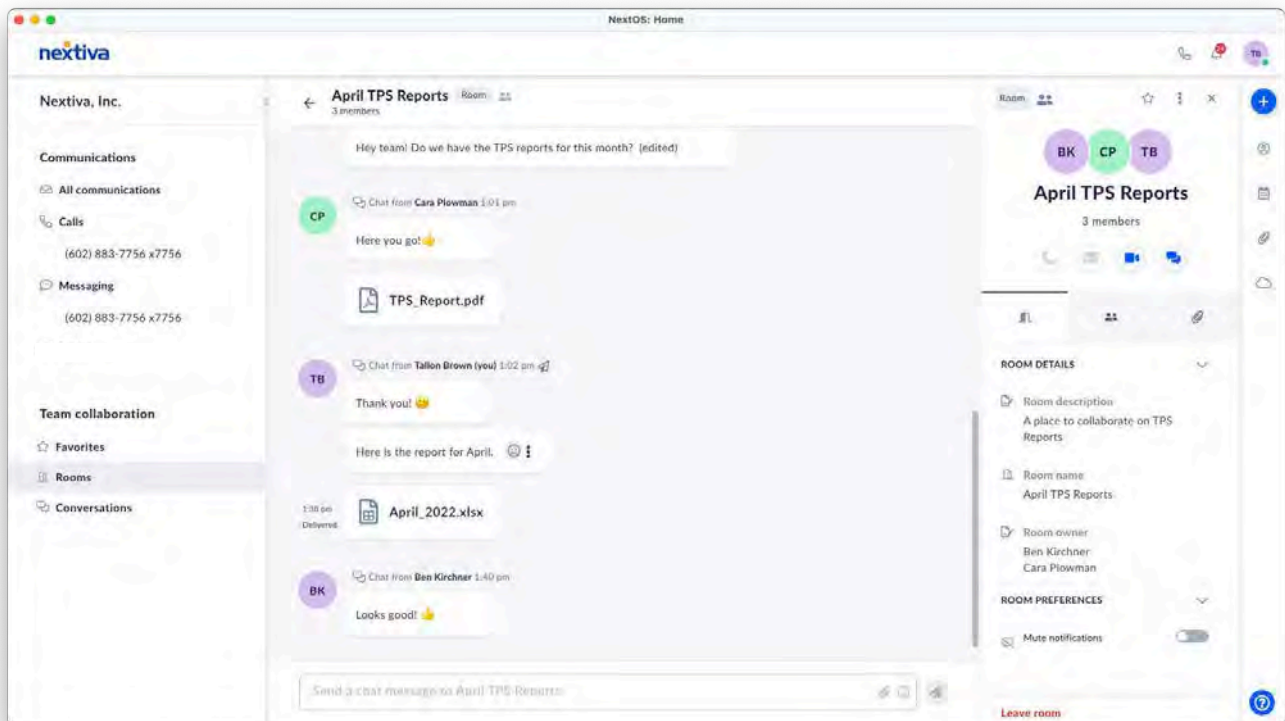 NextOS: Home
nextiva
TB
Nextiva, Inc.
Communications
All communications
Calls
(602) 883-7756 x7756
Messaging
(602) 883-7756 x7756
Team collaboration
Favorites
Rooms
Conversations
April TPS Reports Room
3 members
Hey team! Do we have the TPS reports for this month? (edited)
CP
Chat from Cara Plowman 1:01 pm
Here you go!👍
TPS_Report.pdf
TB
Chat from Tallon Brown (you) 1:02 pm
Thank you! 😊
Here is the report for April.
1:38 pm
Delivered
April_2022.xlsx
BK
Chat from Ben Kirchner 1:40 pm
Looks good! 👍
Send a chat message to April TPS Reports
Room
BK CP TB
April TPS Reports
3 members
ROOM DETAILS
Room description
A place to collaborate on TPS
Reports
Room name
April TPS Reports
Room owner
Ben Kirchner
Cara Plowman
ROOM PREFERENCES
Mute notifications
Leave room